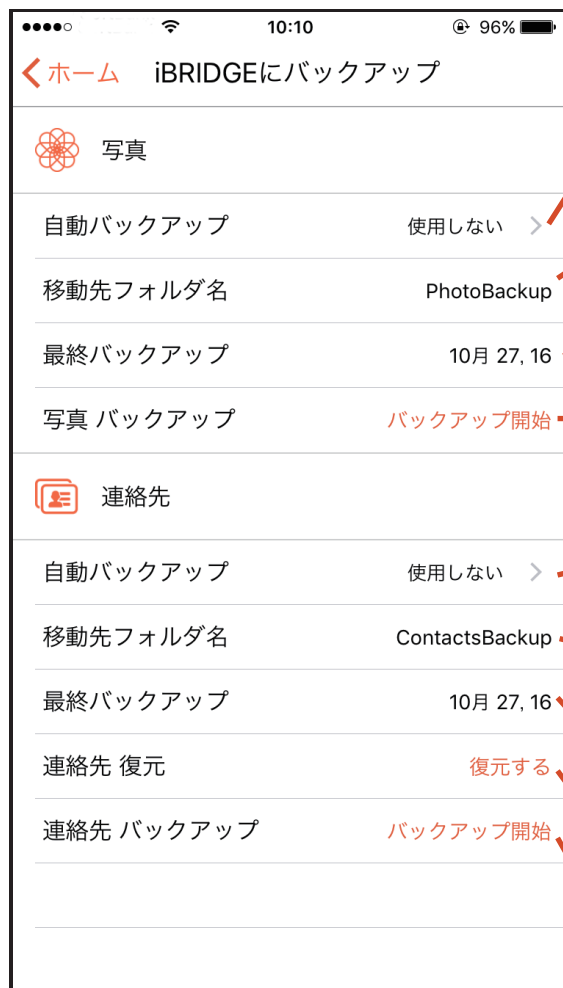 10:10 96%
ホーム iBRIDGEにバックアップ
写真
自動バックアップ 使用しない
移動先フォルダ名 PhotoBackup
最終バックアップ 10月 27, 16
写真 バックアップ バックアップ開始
連絡先
自動バックアップ 使用しない
移動先フォルダ名 ContactsBackup
最終バックアップ 10月 27, 16
連絡先 復元 復元する
連絡先 バックアップ バックアップ開始